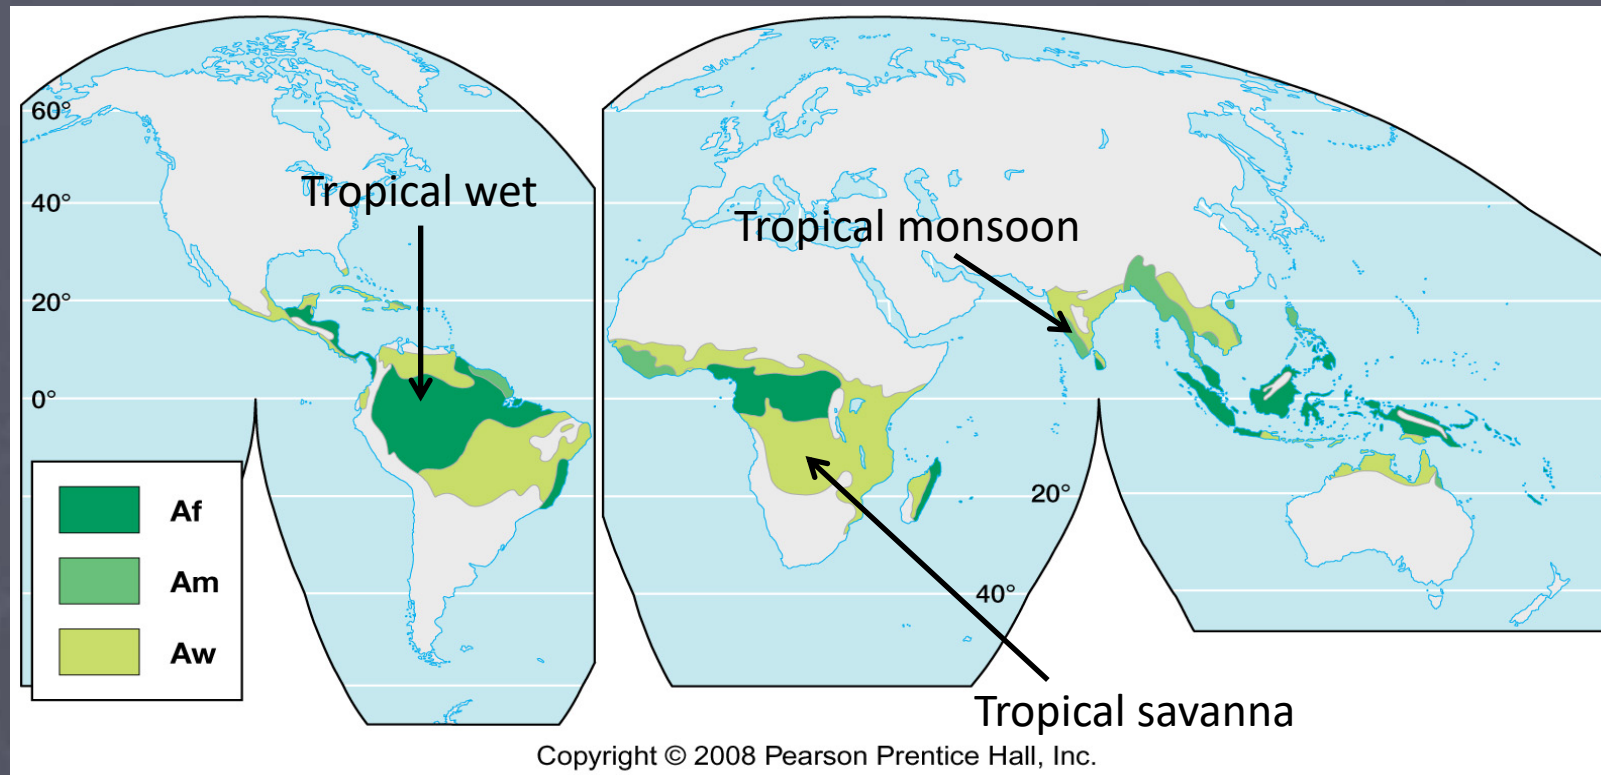 60°
Tropical wet
40°
Tropical monsoon
20°
0°
Af
20°
Am
40°
Aw
Tropical savanna
Copyright © 2008 Pearson Prentice Hall, Inc.